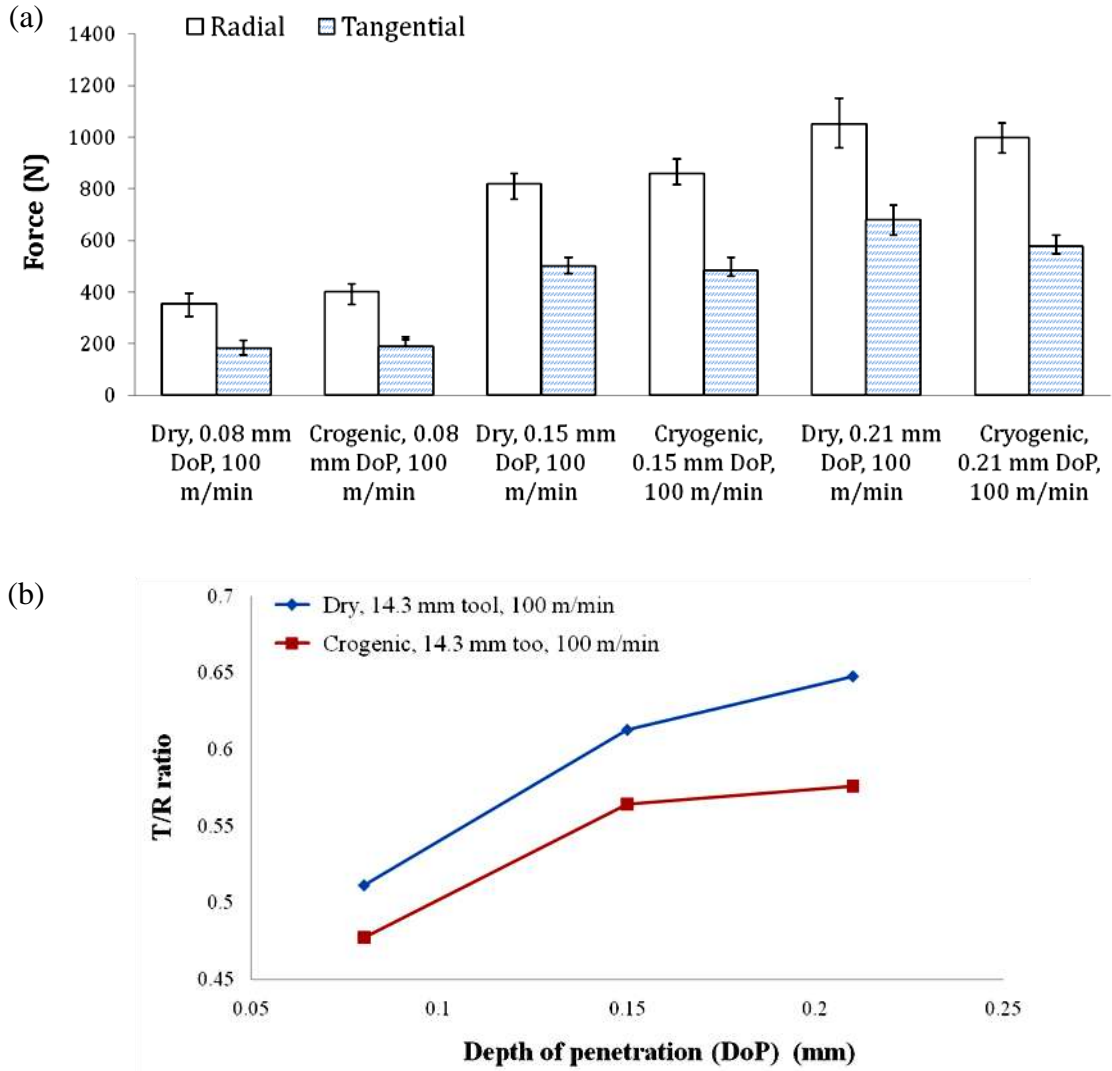 (a)
Radial Tangential
1400
1200
1000
800
600
400
200
0
Force (N)
Dry, 0.08 mm
DoP, 100
m/min
Crogenic, 0.08
mm DoP, 100
m/min
Dry, 0.15 mm
DoP, 100
m/min
Cryogenic,
0.15 mm DoP,
100 m/min
Dry, 0.21 mm
DoP, 100
m/min
Cryogenic,
0.21 mm DoP,
100 m/min
(b)
Dry, 14.3 mm tool, 100 m/min
Crogenic, 14.3 mm too, 100 m/min
0.7
0.65
0.6
0.55
0.5
0.45
T/R ratio
0.05 0.1 0.15 0.2 0.25
Depth of penetration (DoP) (mm)